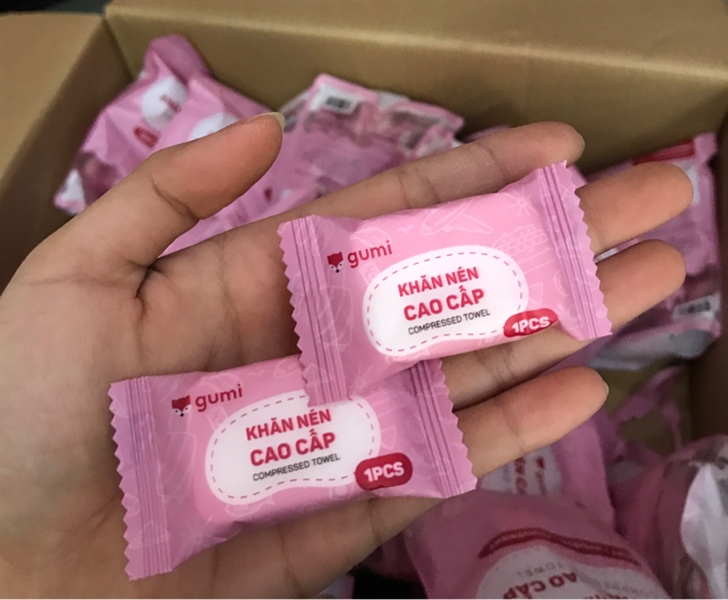 gumi
KHĂN NÉN
CAO CẤP
COMPRESSED TOWEL
1PCS
gumi
KHĂN NÉN
CAO CẤP
COMPRESSED TOWEL
1PCS